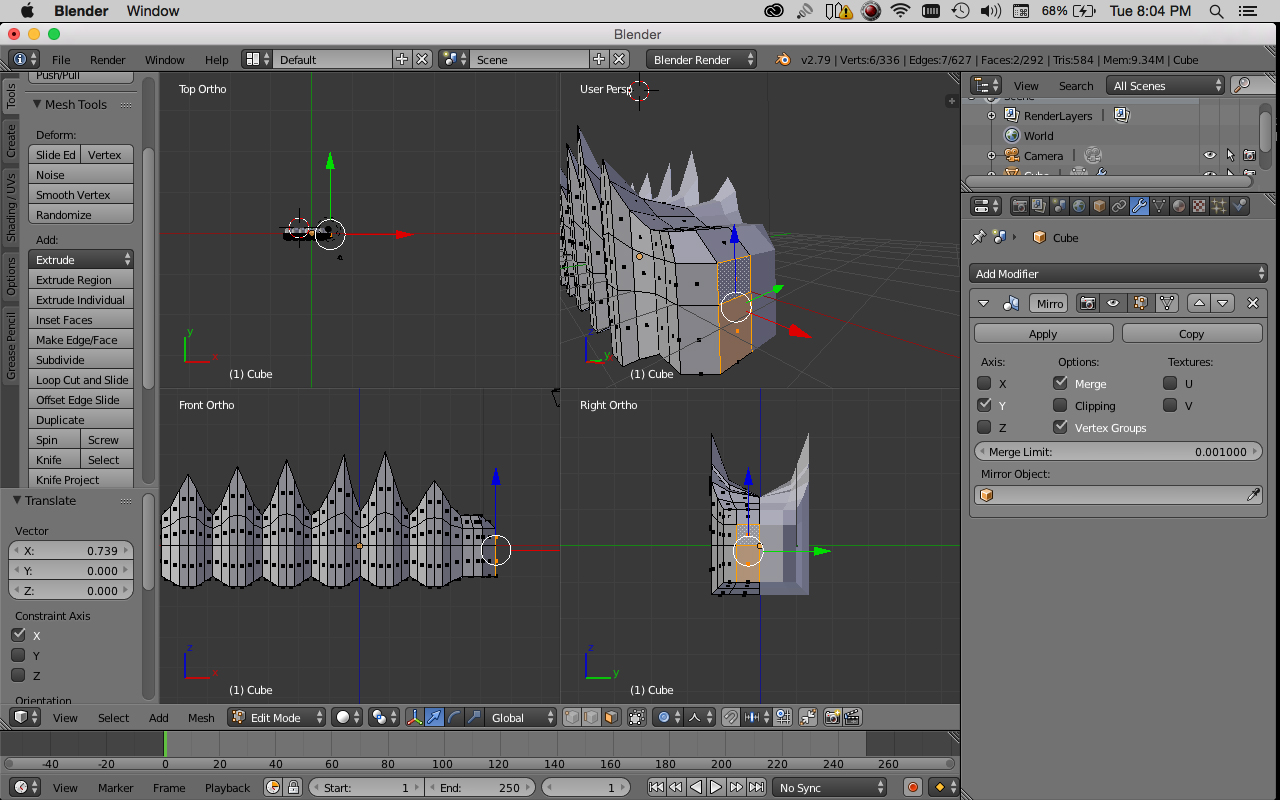 Blender Window 68% Tue 8:04 PM
Blender
File Render Window Help Default Scene Blender Render v2.79 | Verts:6/336 | Edges:7/627 | Faces:2/292 | Tris:584 | Mem:9.34M | Cube
Tools
Create
Shading / UVs
Options
Grease Pencil
Push/Pull
Mesh Tools
Deform:
Slide Ed Vertex
Noise
Smooth Vertex
Randomize
Add:
Extrude
Extrude Region
Extrude Individual
Inset Faces
Make Edge/Face
Subdivide
Loop Cut and Slide
Offset Edge Slide
Duplicate
Spin Screw
Knife Select
Knife Project
Translate
Vector
X: 0.739
Y: 0.000
Z: 0.000
Constraint Axis
X
Y
Z
Orientation
Top Ortho
y
x
(1) Cube
User Persp
z
y
(1) Cube
Front Ortho
z
x
(1) Cube
Right Ortho
z
y
(1) Cube
View Search All Scenes
Scene
RenderLayers |
World
Camera |
Cube
Cube
Add Modifier
Mirro
Apply Copy
Axis: Options: Textures:
X Merge U
Y Clipping V
Z Vertex Groups
Merge Limit: 0.001000
Mirror Object:
View Select Add Mesh Edit Mode Global
-40 -20 0 20 40 60 80 100 120 140 160 180 200 220 240 260
View Marker Frame Playback Start: 1 End: 250 1 No Sync